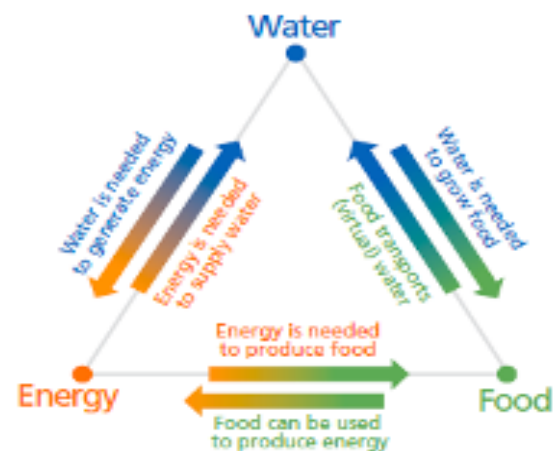 Water
Water is needed
to generate energy
Energy is needed
to supply water
Food transports
(virtual) water
Water is needed
to grow food
Energy is needed
to produce food
Energy
Food
Food can be used
to produce energy